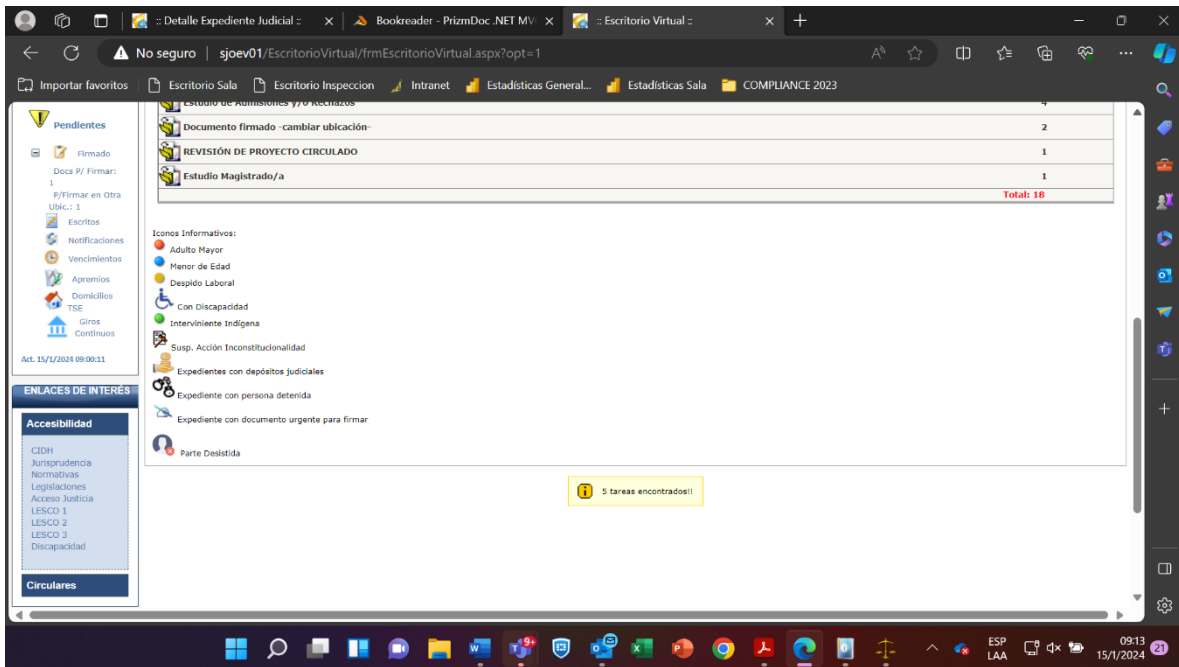 :: Detalle Expediente Judicial ::
Bookreader - PrizmDoc .NET MV
:: Escritorio Virtual ::
No seguro | sjoev01/EscritorioVirtual/frmEscritorioVirtual.aspx?opt=1
Importar favoritos
Escritorio Sala
Escritorio Inspeccion
Intranet
Estadísticas General...
Estadísticas Sala
COMPLIANCE 2023
Estudio de Admisiones y/o Rechazos 4
Documento firmado -cambiar ubicación- 2
REVISIÓN DE PROYECTO CIRCULADO 1
Estudio Magistrado/a 1
Total: 18
Pendientes
Firmado
Docs P/ Firmar:
1
P/Firmar en Otra
Ubic.: 1
Escritos
Notificaciones
Vencimientos
Apremios
Domicilios
TSE
Giros
Continuos
Act. 15/1/2024 09:00:11
ENLACES DE INTERÉS
Accesibilidad
CIDH
Jurisprudencia
Normativas
Legislaciones
Acceso Justicia
LESCO 1
LESCO 2
LESCO 3
Discapacidad
Circulares
Iconos Informativos:
Adulto Mayor
Menor de Edad
Despido Laboral
Con Discapacidad
Interviniente Indígena
Susp. Acción Inconstitucionalidad
Expedientes con depósitos judiciales
Expediente con persona detenida
Expediente con documento urgente para firmar
Parte Desistida
5 tareas encontrados!!
9+
ESP
LAA
09:13
15/1/2024
21